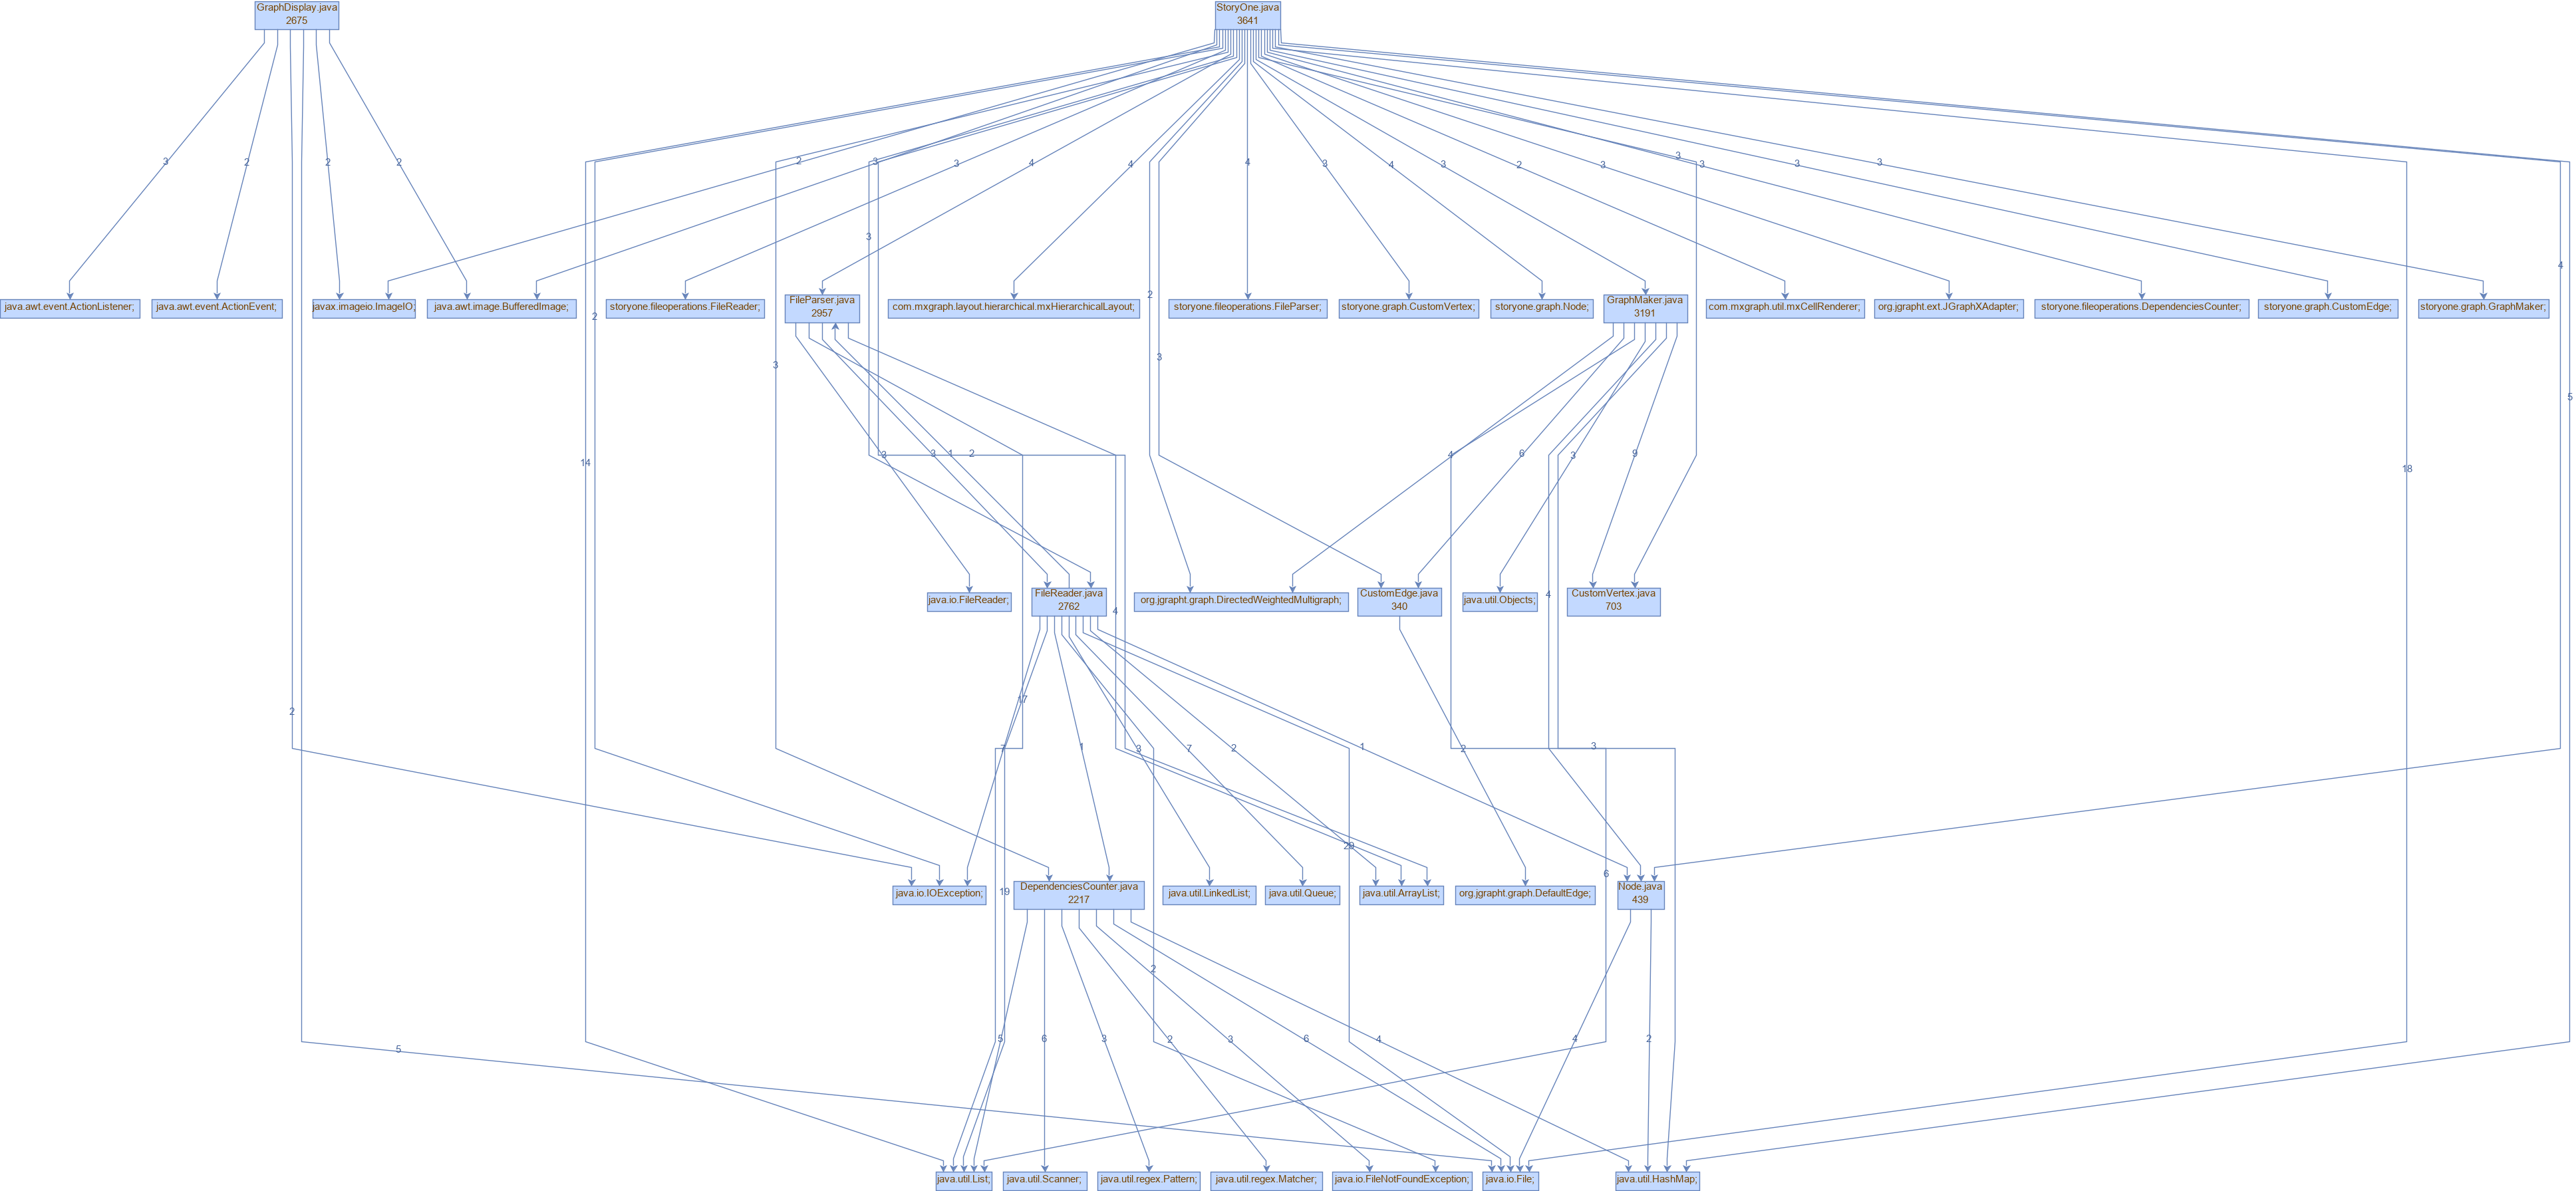 GraphDisplay.java
2675
StoryOne.java
3641
3
2
2
2
2
3
3
4
4
2
4
3
4
3
2
3
3
3
3
3
3
4
java.awt.event.ActionListener;
java.awt.event.ActionEvent;
javax.imageio.ImageIO;
java.awt.image.BufferedImage;
storyone.fileoperations.FileReader;
FileParser.java
2957
com.mxgraph.layout.hierarchical.mxHierarchicalLayout;
storyone.fileoperations.FileParser;
storyone.graph.CustomVertex;
storyone.graph.Node;
GraphMaker.java
3191
com.mxgraph.util.mxCellRenderer;
org.jgrapht.ext.JGraphXAdapter;
storyone.fileoperations.DependenciesCounter;
storyone.graph.CustomEdge;
storyone.graph.GraphMaker;
2
3
3
5
14
3
3
1
2
4
6
3
9
18
java.io.FileReader;
FileReader.java
2762
org.jgrapht.graph.DirectedWeightedMultigraph;
CustomEdge.java
340
java.util.Objects;
CustomVertex.java
703
4
4
2
17
7
1
3
7
2
1
2
3
29
6
19
java.io.IOException;
DependenciesCounter.java
2217
java.util.LinkedList;
java.util.Queue;
java.util.ArrayList;
org.jgrapht.graph.DefaultEdge;
Node.java
439
2
5
5
6
3
2
3
6
4
4
2
java.util.List;
java.util.Scanner;
java.util.regex.Pattern;
java.util.regex.Matcher;
java.io.FileNotFoundException;
java.io.File;
java.util.HashMap;